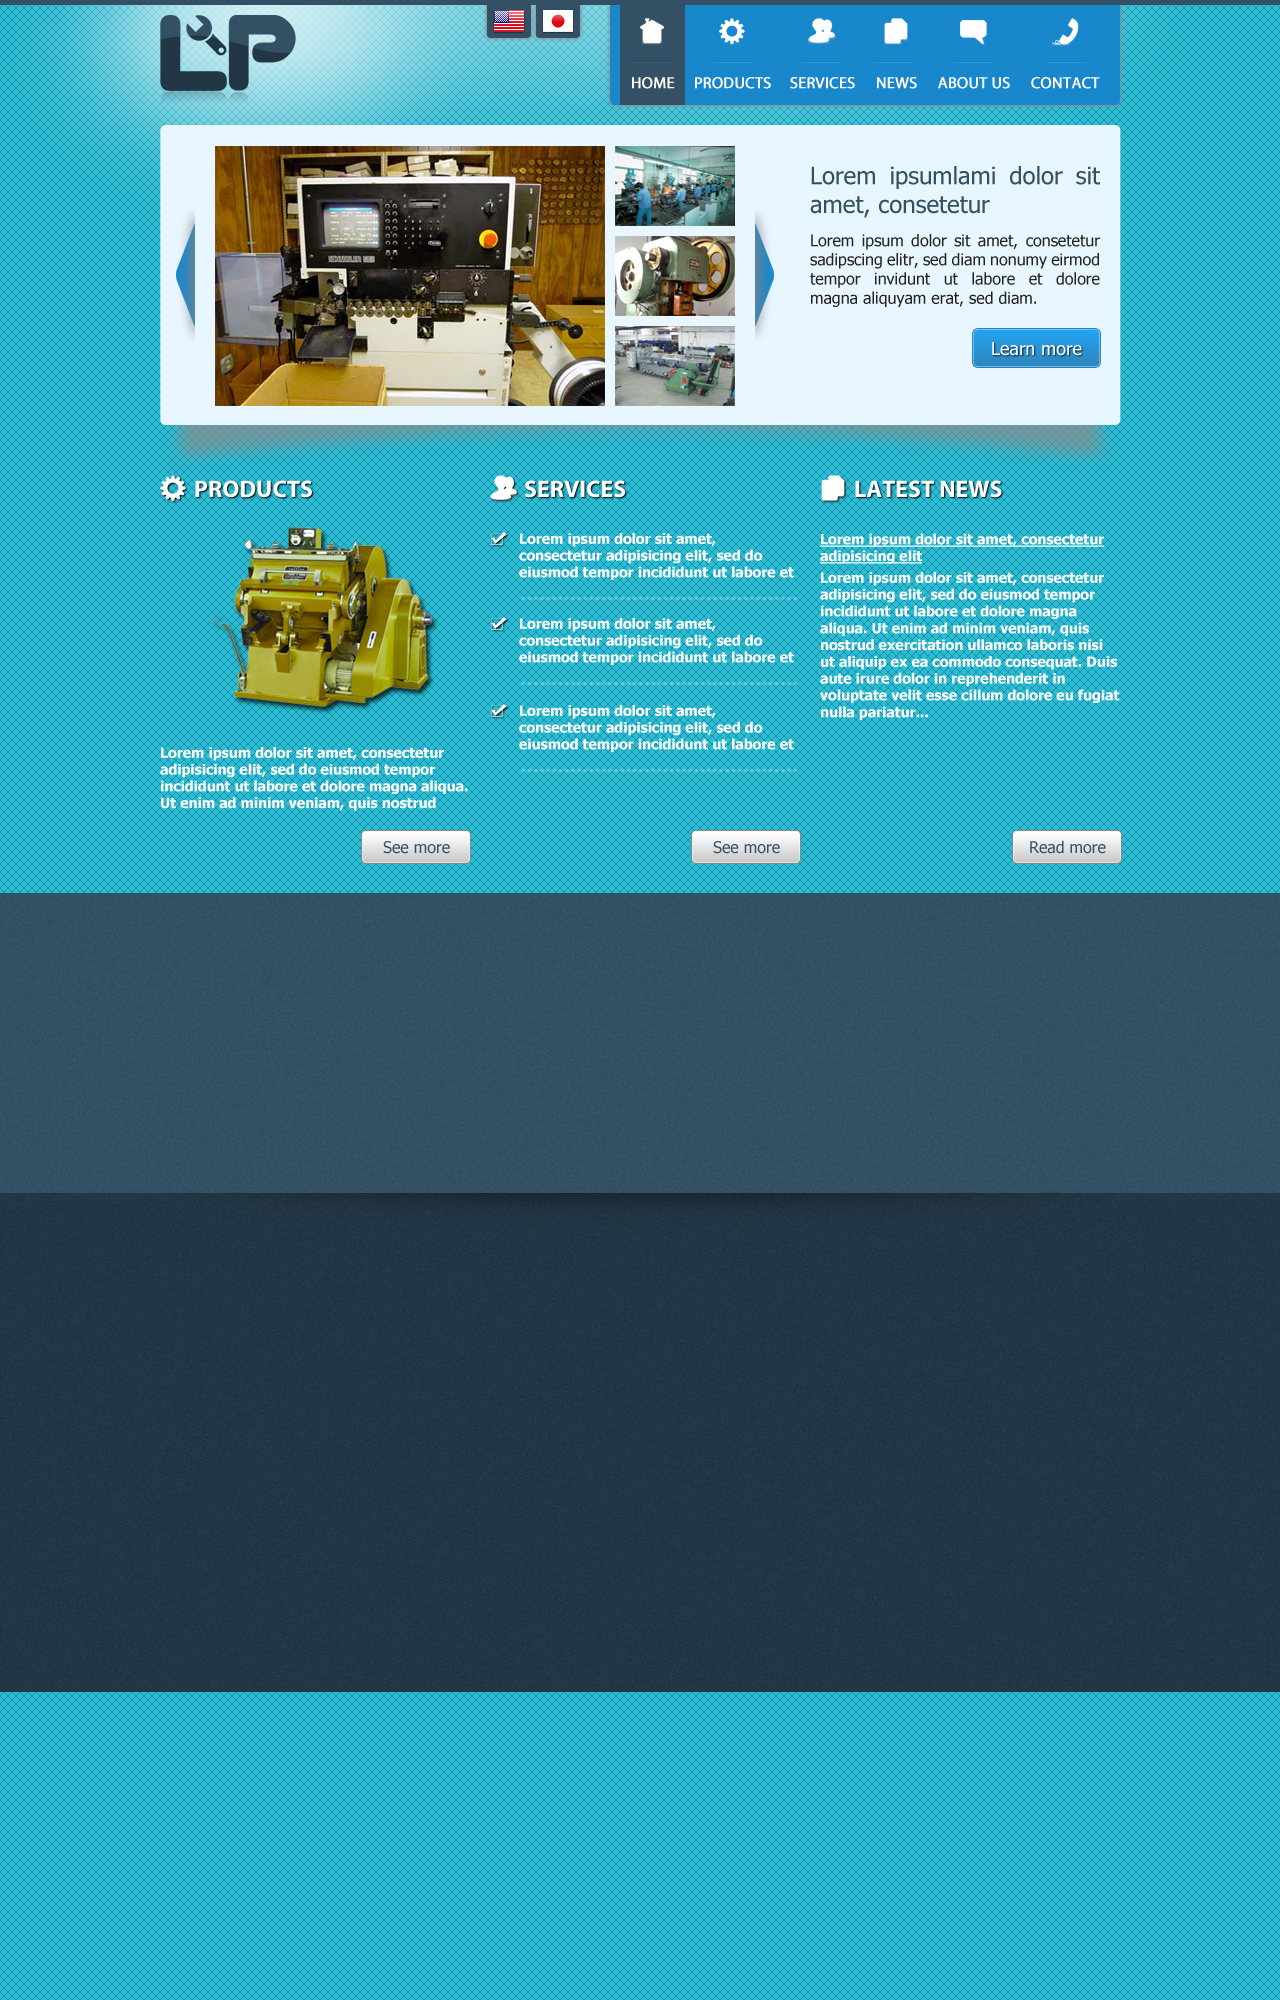 LP
HOME PRODUCTS SERVICES NEWS ABOUT US CONTACT
Lorem ipsumlami dolor sit
amet, consetetur
Lorem ipsum dolor sit amet, consetetur
sadipscing elitr, sed diam nonumy eirmod
tempor invidunt ut labore et dolore
magna aliquyam erat, sed diam.
Learn more
PRODUCTS
Lorem ipsum dolor sit amet, consectetur
adipisicing elit, sed do eiusmod tempor
incididunt ut labore et dolore magna aliqua.
Ut enim ad minim veniam, quis nostrud
See more
SERVICES
Lorem ipsum dolor sit amet,
consectetur adipisicing elit, sed do
eiusmod tempor incididunt ut labore et
Lorem ipsum dolor sit amet,
consectetur adipisicing elit, sed do
eiusmod tempor incididunt ut labore et
Lorem ipsum dolor sit amet,
consectetur adipisicing elit, sed do
eiusmod tempor incididunt ut labore et
See more
LATEST NEWS
Lorem ipsum dolor sit amet, consectetur
adipisicing elit
Lorem ipsum dolor sit amet, consectetur
adipisicing elit, sed do eiusmod tempor
incididunt ut labore et dolore magna
aliqua. Ut enim ad minim veniam, quis
nostrud exercitation ullamco laboris nisi
ut aliquip ex ea commodo consequat. Duis
aute irure dolor in reprehenderit in
voluptate velit esse cillum dolore eu fugiat
nulla pariatur...
Read more